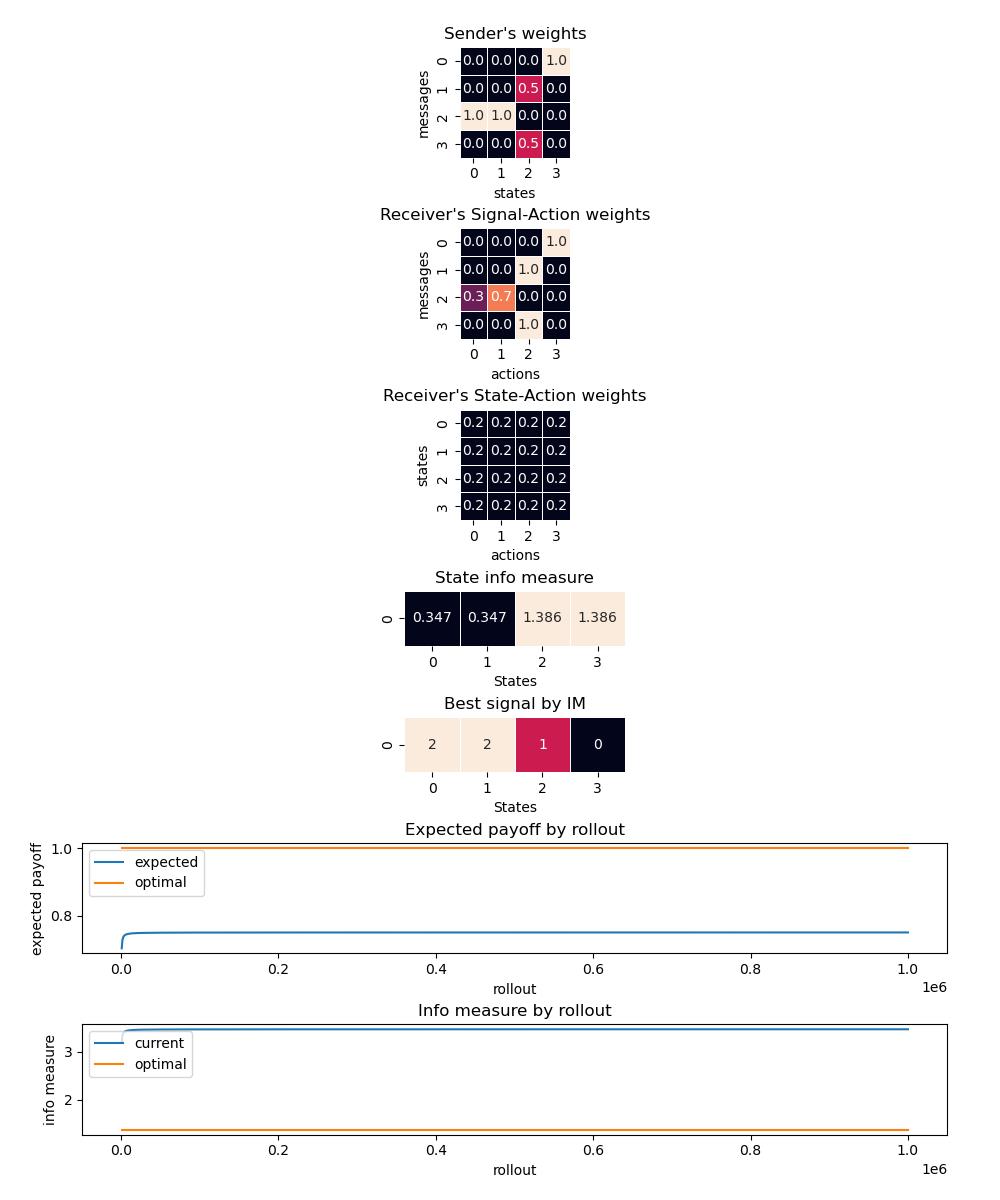 Sender's weights
messages
0 0.0 0.0 0.0 1.0
1 0.0 0.0 0.5 0.0
2 1.0 1.0 0.0 0.0
3 0.0 0.0 0.5 0.0
0 1 2 3
states
Receiver's Signal-Action weights
messages
0 0.0 0.0 0.0 1.0
1 0.0 0.0 1.0 0.0
2 0.3 0.7 0.0 0.0
3 0.0 0.0 1.0 0.0
0 1 2 3
actions
Receiver's State-Action weights
states
0 0.2 0.2 0.2 0.2
1 0.2 0.2 0.2 0.2
2 0.2 0.2 0.2 0.2
3 0.2 0.2 0.2 0.2
0 1 2 3
actions
State info measure
0 0.347 0.347 1.386 1.386
0 1 2 3
States
Best signal by IM
0 2 2 1 0
0 1 2 3
States
Expected payoff by rollout
expected payoff
1.0
0.8
expected
optimal
0.0 0.2 0.4 0.6 0.8 1.0
1e6
rollout
Info measure by rollout
info measure
3
2
current
optimal
0.0 0.2 0.4 0.6 0.8 1.0
1e6
rollout